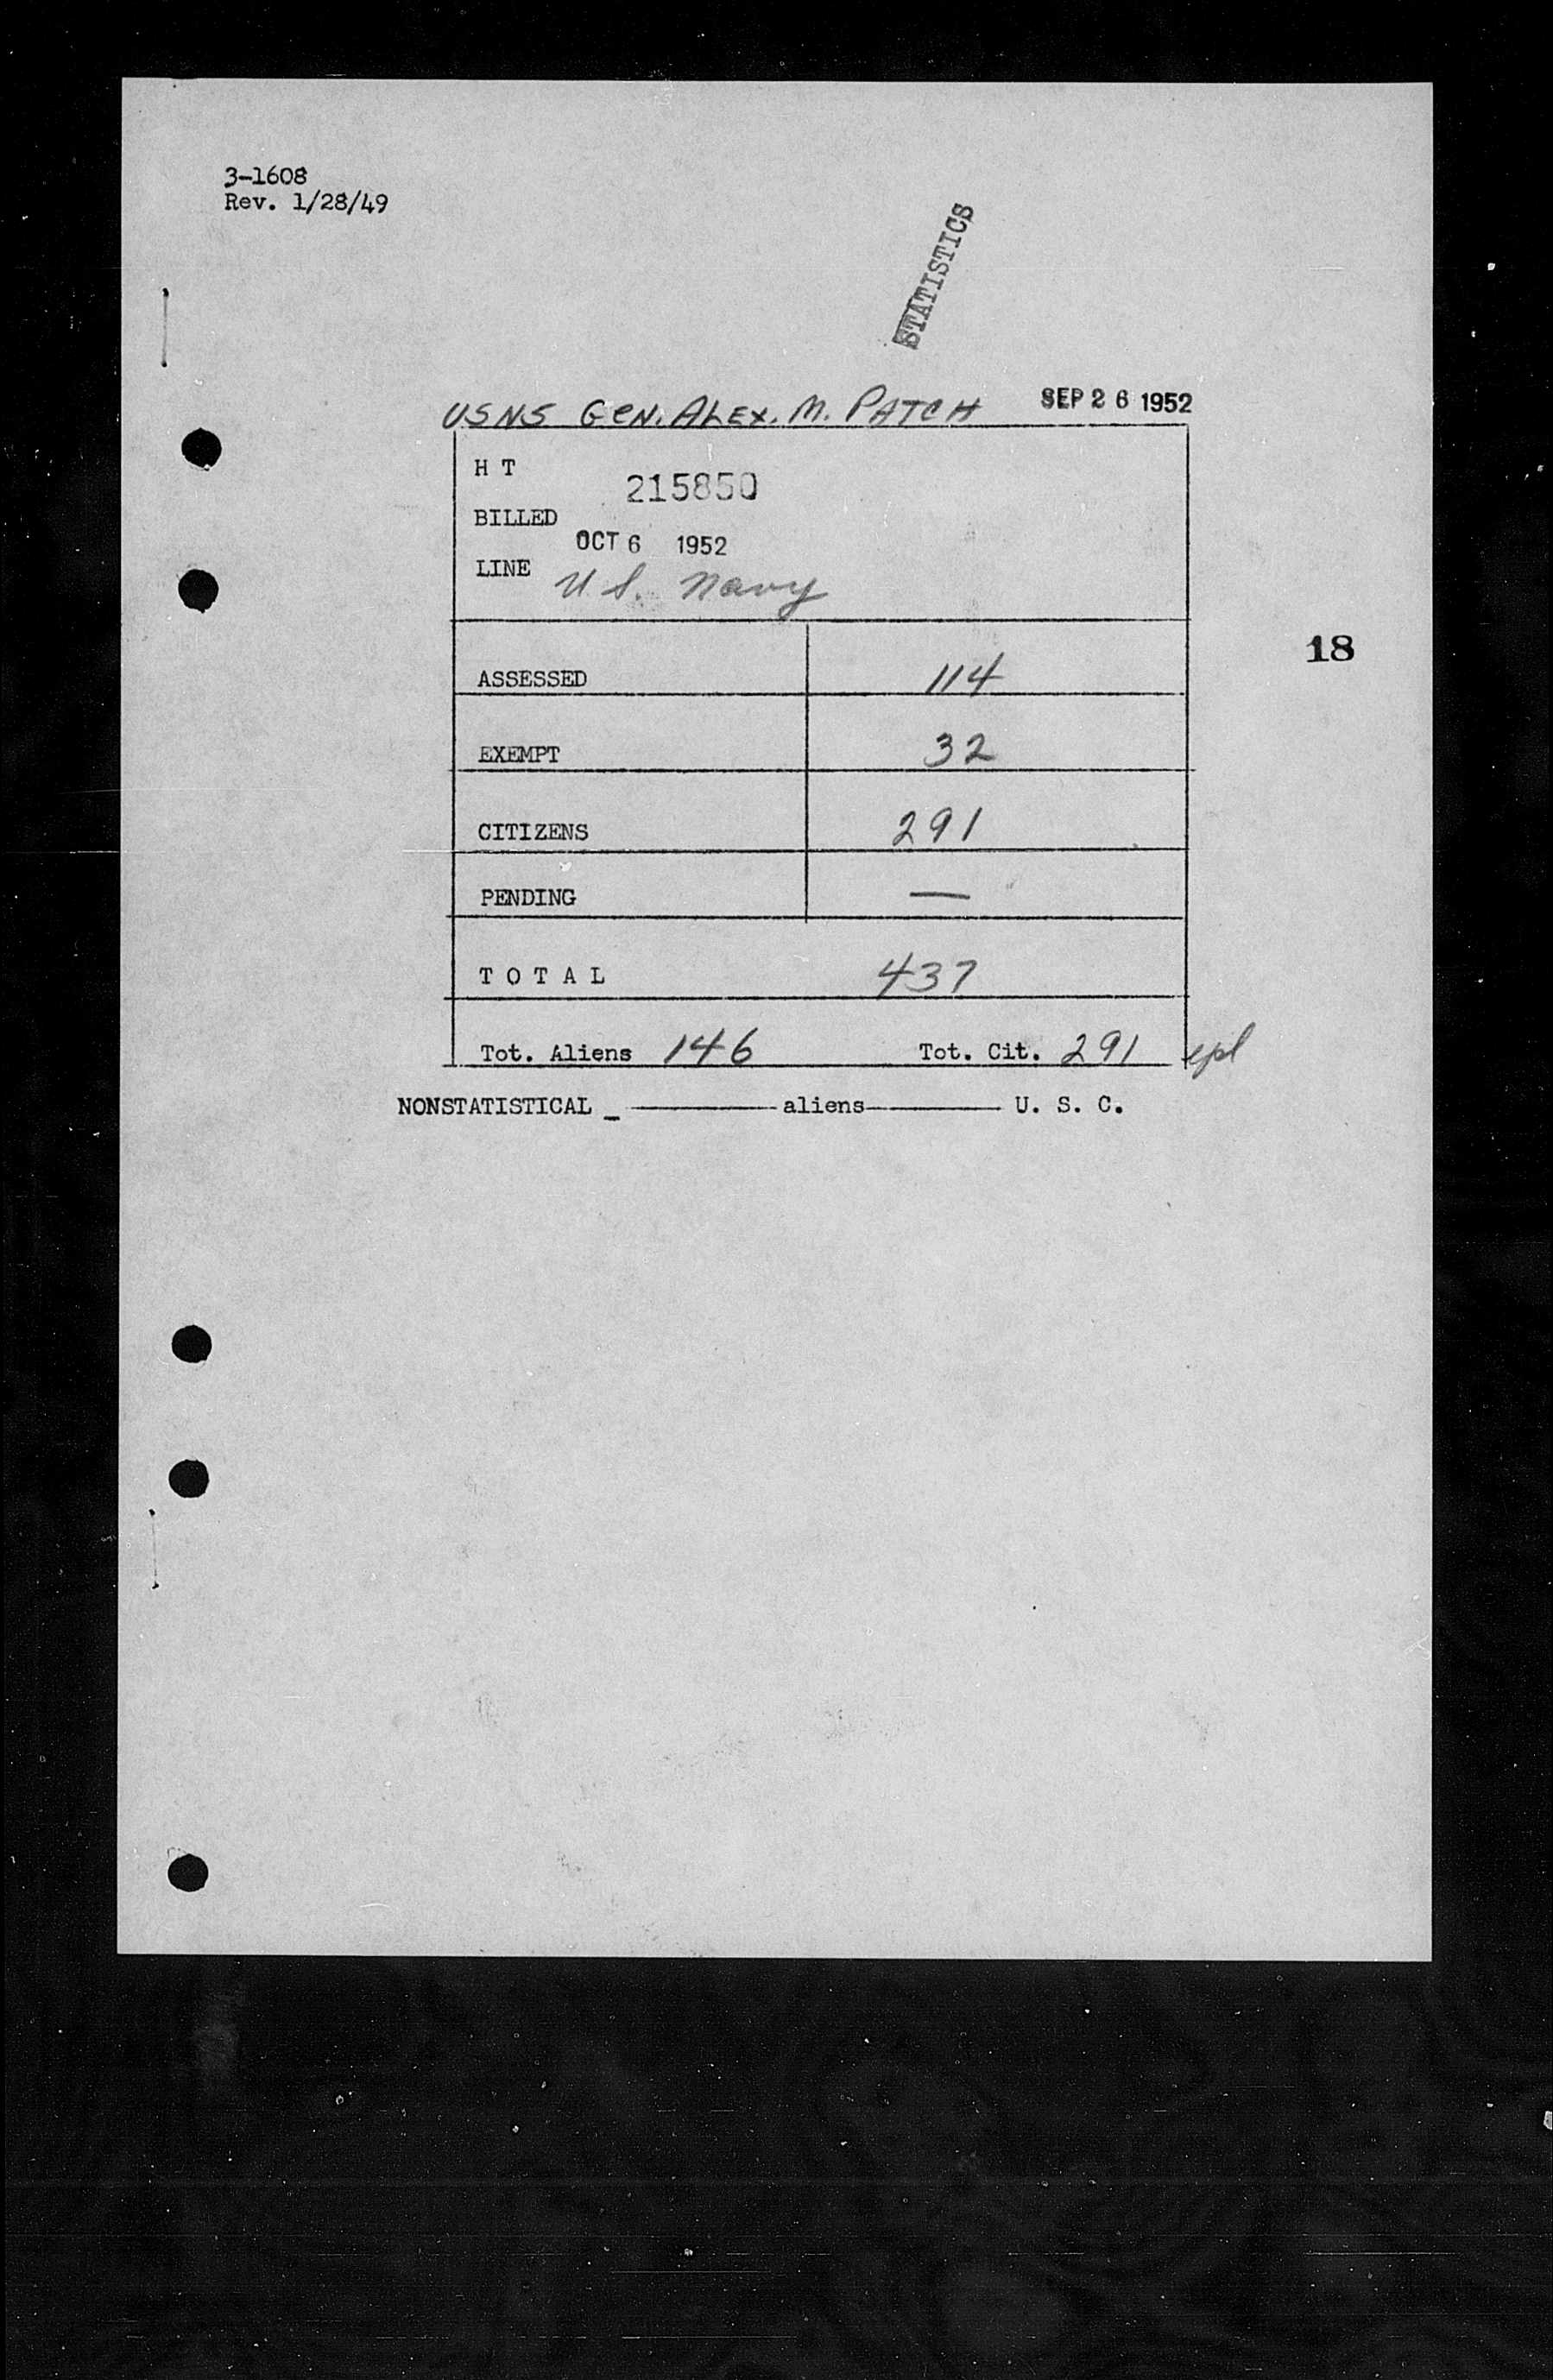 3-1608
Rev. 1/28/49
STATISTICS
USNS GEN. ALEX. M. PATCH SEP 26 1952
H T
215850
BILLED
OCT 6 1952
LINE U.S. Navy
18
ASSESSED 114
EXEMPT 32
CITIZENS 291
PENDING —
T O T A L 437
Tot. Aliens 146 Tot. Cit. 291 epl
NONSTATISTICAL _ ———— aliens———— U. S. C.